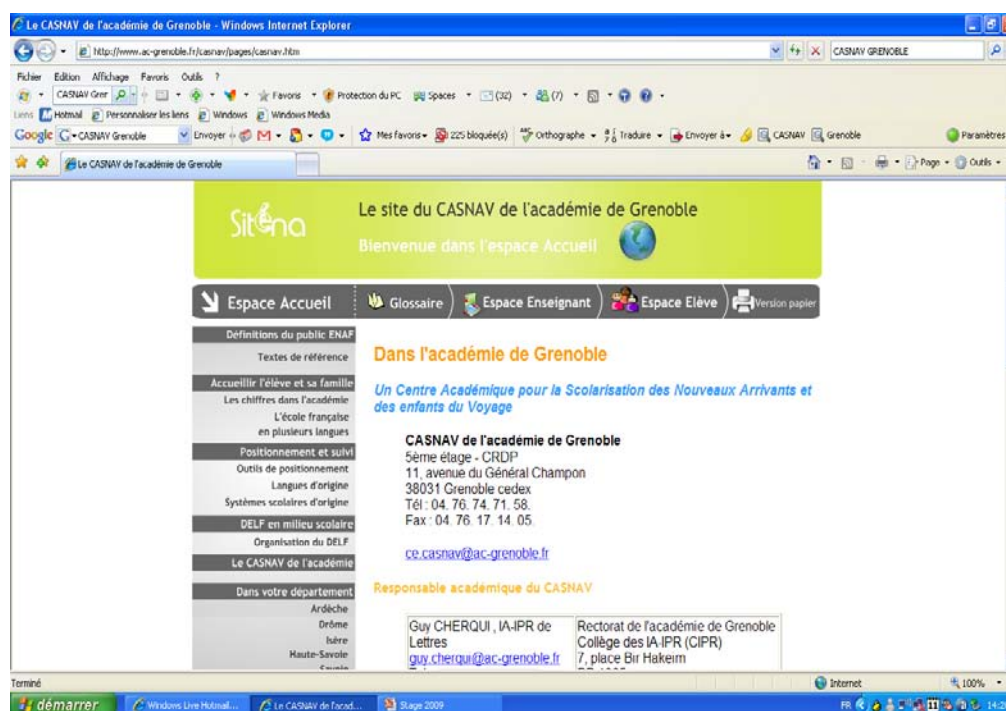 Le CASNAV de l'académie de Grenoble - Windows Internet Explorer
http://www.ac-grenoble.fr/casnav/pages/casnav.htm
CASNAV GRENOBLE
Fichier Edition Affichage Favoris Outils ?
CASNAV Grer Favoris Protection du PC Spaces (32) (7)
Liens Hotmail Personnaliser les liens Windows Windows Media
Google CASNAV Grenoble Envoyer Mes favoris 225 bloquée(s) Orthographe Traduire Envoyer à CASNAV Grenoble Paramètres
Le CASNAV de l'académie de Grenoble Page Outils
Siténa
Le site du CASNAV de l'académie de Grenoble
Bienvenue dans l'espace Accueil
Espace Accueil Glossaire Espace Enseignant Espace Elève Version papier
Définitions du public ENAF
Textes de référence
Accueillir l'élève et sa famille
Les chiffres dans l'académie
L'école française
en plusieurs langues
Positionnement et suivi
Outils de positionnement
Langues d'origine
Systèmes scolaires d'origine
DELF en milieu scolaire
Organisation du DELF
Le CASNAV de l'académie
Dans votre département
Ardèche
Drôme
Isère
Haute-Savoie
Savoie
Dans l'académie de Grenoble
Un Centre Académique pour la Scolarisation des Nouveaux Arrivants et
des enfants du Voyage
CASNAV de l'académie de Grenoble
5ème étage - CRDP
11, avenue du Général Champon
38031 Grenoble cedex
Tél : 04. 76. 74. 71. 58.
Fax : 04. 76. 17. 14. 05.
ce.casnav@ac-grenoble.fr
Responsable académique du CASNAV
Guy CHERQUI , IA-IPR de
Lettres
guy.cherqui@ac-grenoble.fr
Rectorat de l'académie de Grenoble
Collège des IA-IPR (CIPR)
7, place Bir Hakeim
Terminé Internet 100%
démarrer Windows Live Hotmail... Le CASNAV de l'acad... Stage 2009 FR